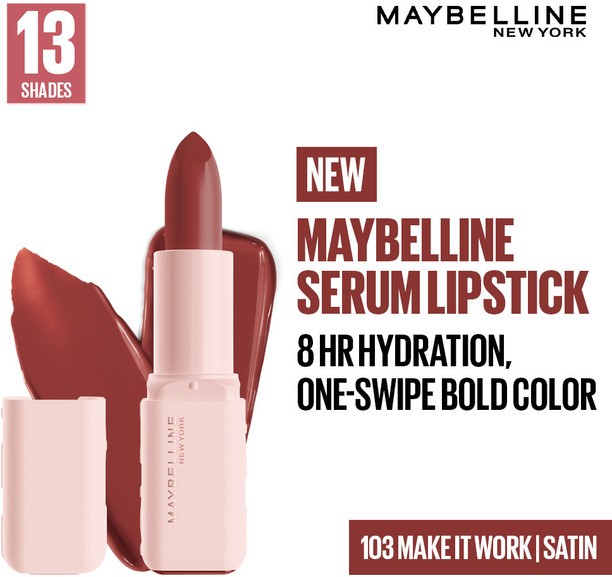 13
SHADES
MAYBELLINE
NEW YORK
NEW
MAYBELLINE
SERUM LIPSTICK
8 HR HYDRATION,
ONE-SWIPE BOLD COLOR
MAYBELLINE
NEW YORK
103 MAKE IT WORK | SATIN